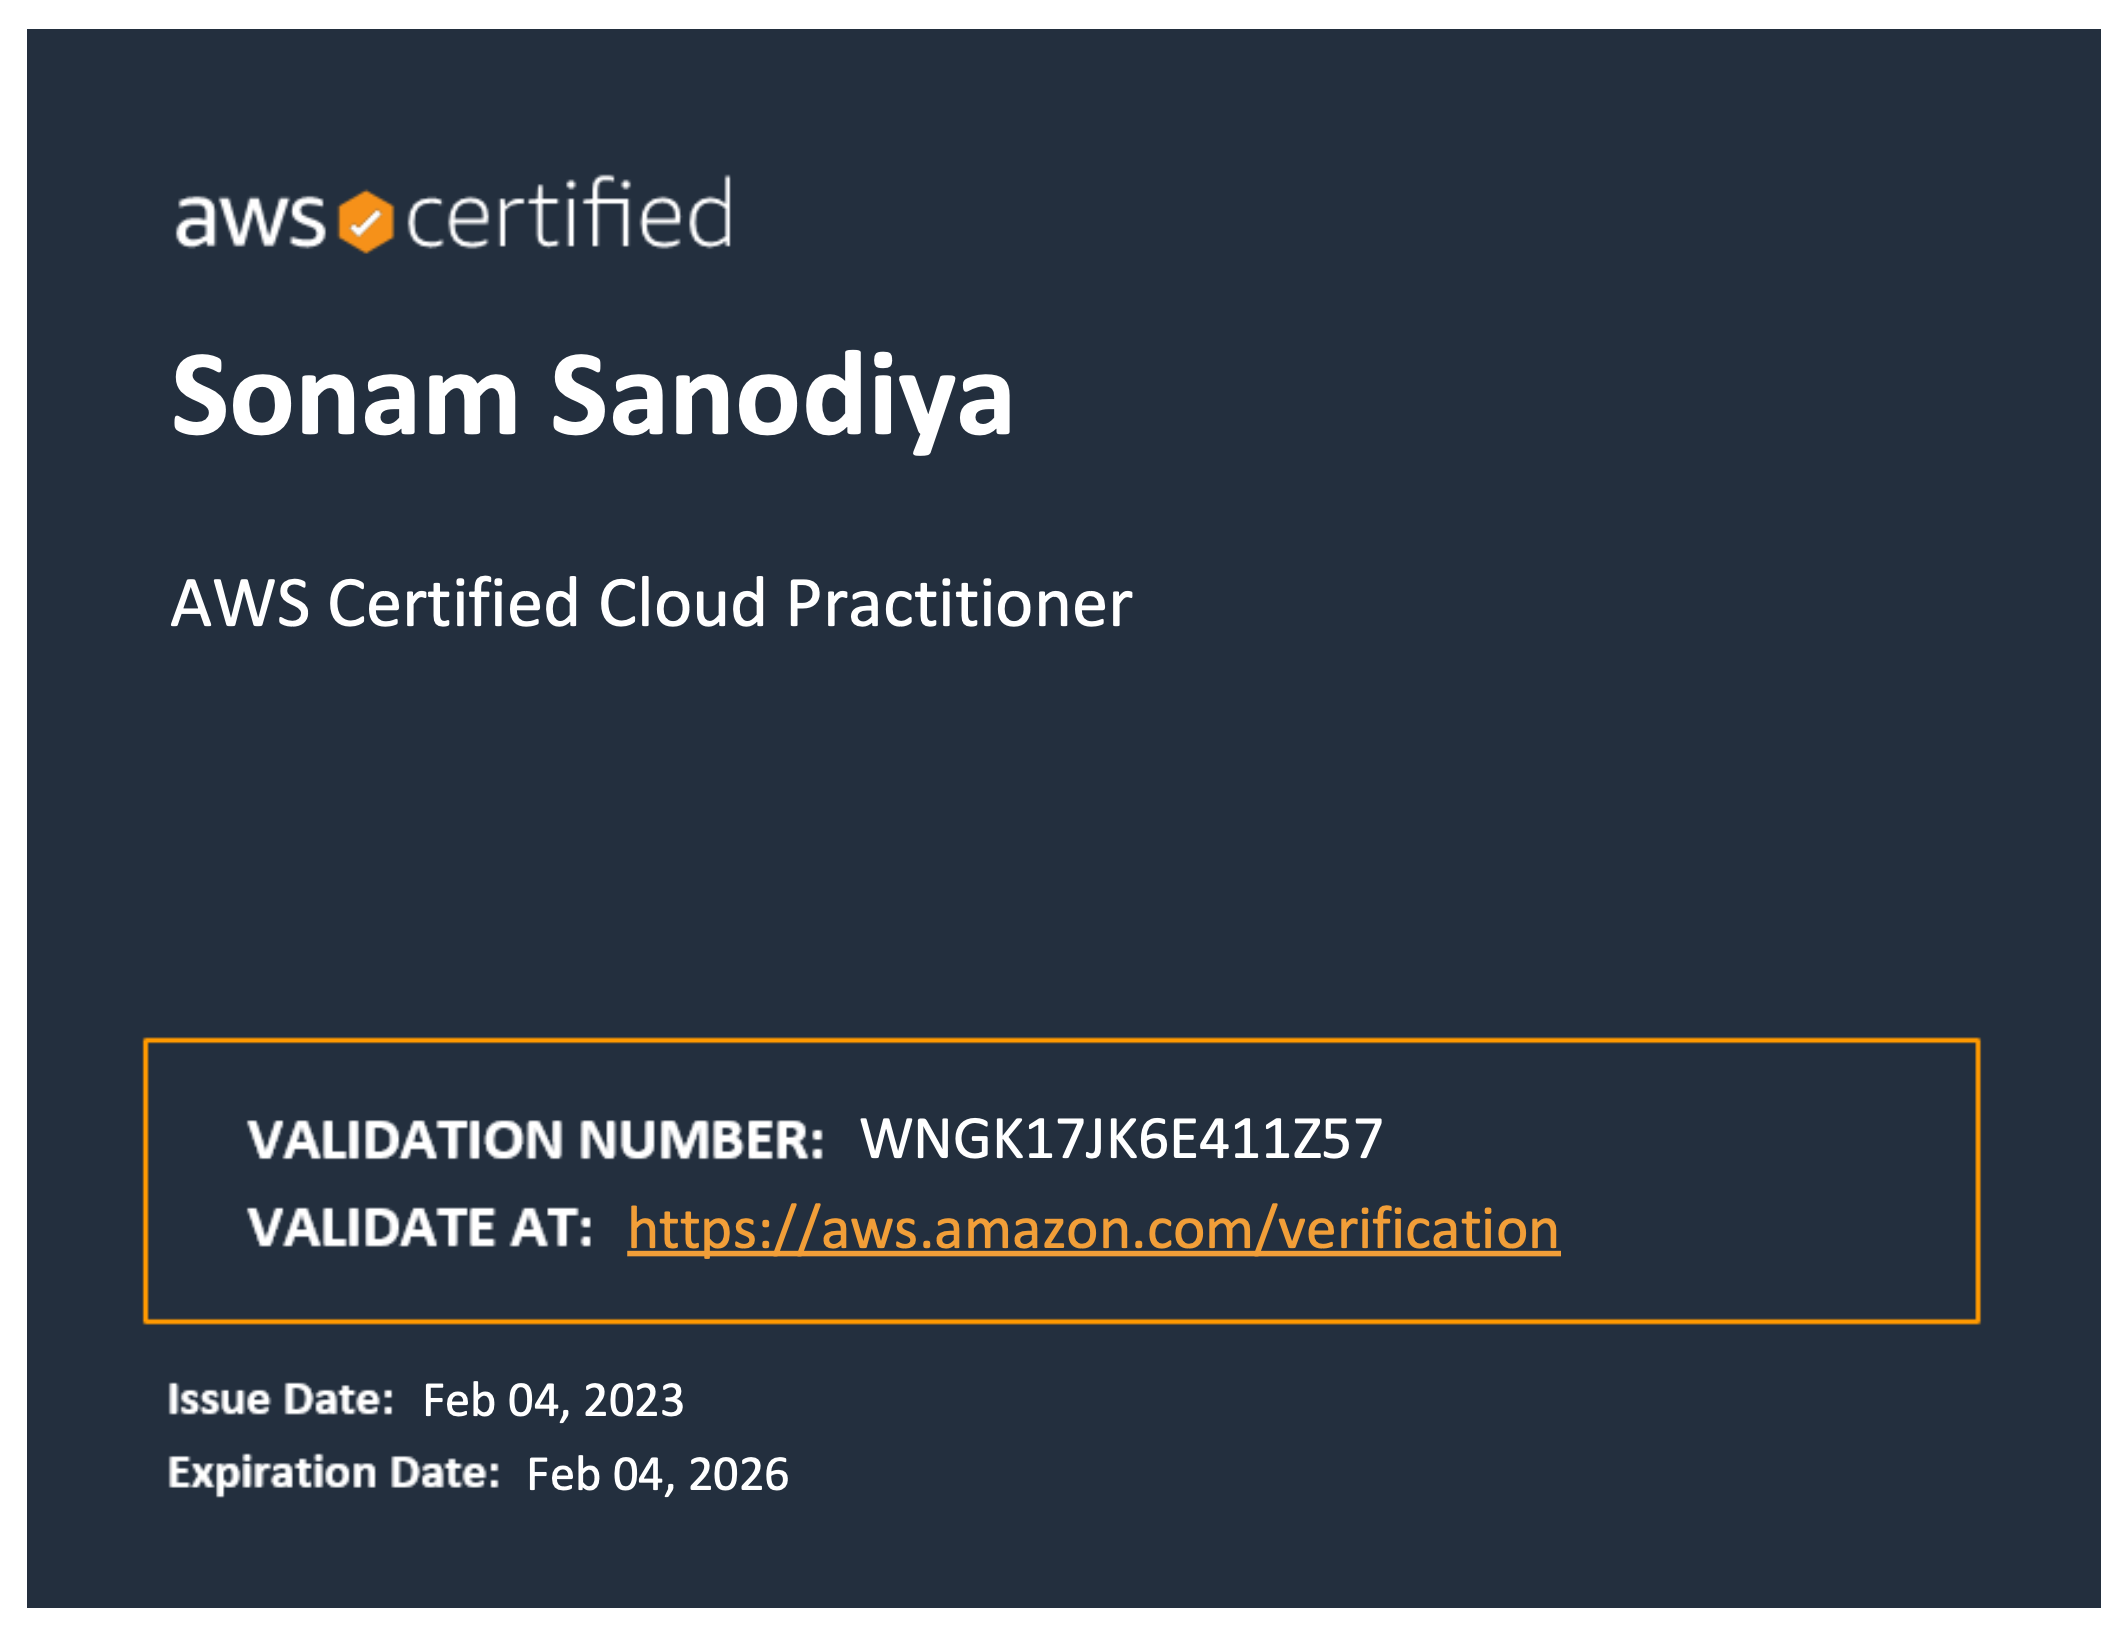 aws certified
Sonam Sanodiya
AWS Certified Cloud Practitioner
VALIDATION NUMBER: WNGK17JK6E411Z57
VALIDATE AT: https://aws.amazon.com/verification
Issue Date: Feb 04, 2023
Expiration Date: Feb 04, 2026